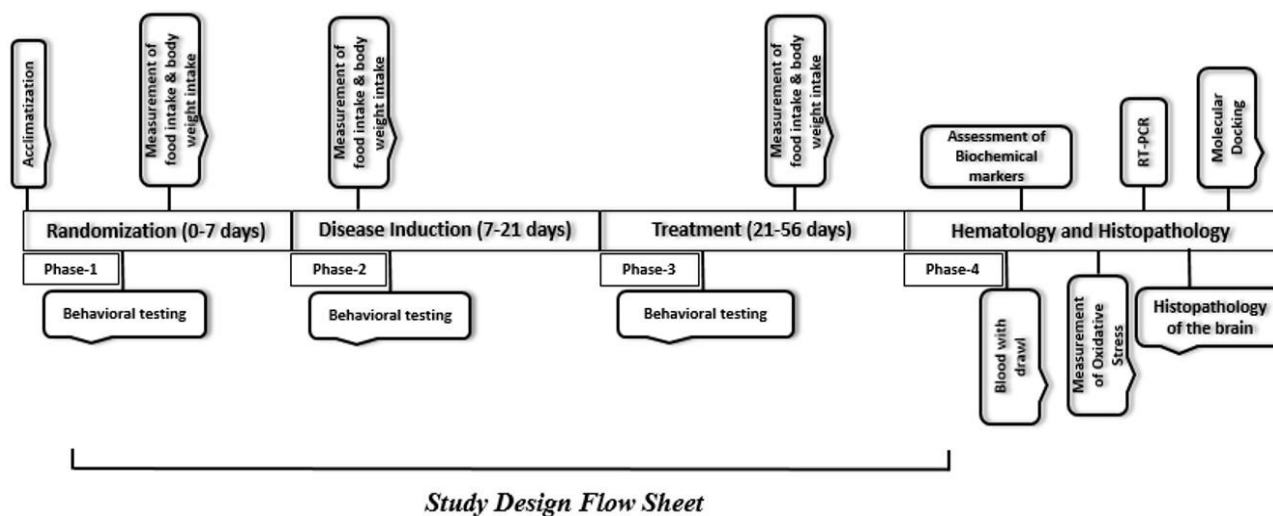 Acclimatization
Measurement of
food intake & body
weight intake
Measurement of
food intake & body
weight intake
Measurement of
food intake & body
weight intake
Assessment of
Biochemical
markers
RT-PCR
Molecular
Docking
Randomization (0-7 days)
Disease Induction (7-21 days)
Treatment (21-56 days)
Hematology and Histopathology
Phase-1
Phase-2
Phase-3
Phase-4
Behavioral testing
Behavioral testing
Behavioral testing
Blood with
drawl
Measurement
of Oxidative
Stress
Histopathology
of the brain
Study Design Flow Sheet